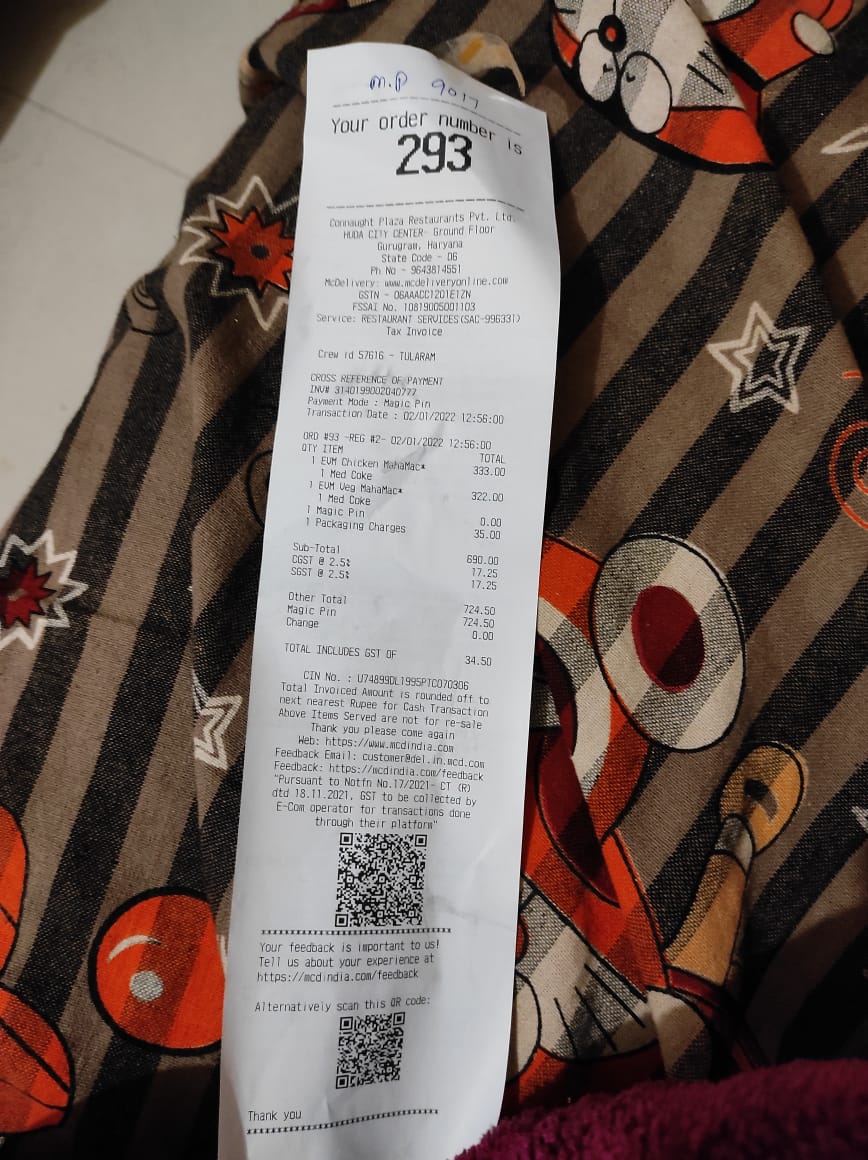 M.P 9017
Your order number is
293
Connaught Plaza Restaurants Pvt. Ltd.
HUDA CITY CENTER- Ground Floor
Gurugram, Haryana
State Code - 06
Ph No - 9643814551
McDelivery: www.mcdeliveryonline.com
GSTN - 06AAACC1201E1ZN
FSSAI No. 10819005001103
Service: RESTAURANT SERVICES(SAC-996331)
Tax Invoice
Crew id 57616 - TULARAM
CROSS REFERENCE OF PAYMENT
INV# 3140199002040777
Payment Mode : Magic Pin
Transaction Date : 02/01/2022 12:56:00
ORD #93 -REG #2- 02/01/2022 12:56:00
QTY ITEM TOTAL
1 EVM Chicken MahaMac* 333.00
1 Med Coke
1 EVM Veg MahaMac* 322.00
1 Med Coke
1 Magic Pin 0.00
1 Packaging Charges 35.00
Sub-Total 690.00
CGST @ 2.5% 17.25
SGST @ 2.5% 17.25
Other Total 724.50
Magic Pin 724.50
Change 0.00
TOTAL INCLUDES GST OF 34.50
CIN No. : U74899DL1995PTC070306
Total Invoiced Amount is rounded off to
next nearest Rupee for Cash Transaction
Above Items Served are not for re-sale
Thank you please come again
Web: https://www.mcdindia.com
Feedback Email: customer@del.in.mcd.com
Feedback: https://mcdindia.com/feedback
"Pursuant to Notfn No.17/2021- CT (R)
dtd 18.11.2021, GST to be collected by
E-Com operator for transactions done
through their platform"
Your feedback is important to us!
Tell us about your experience at
https://mcdindia.com/feedback
Alternatively scan this QR code:
Thank you